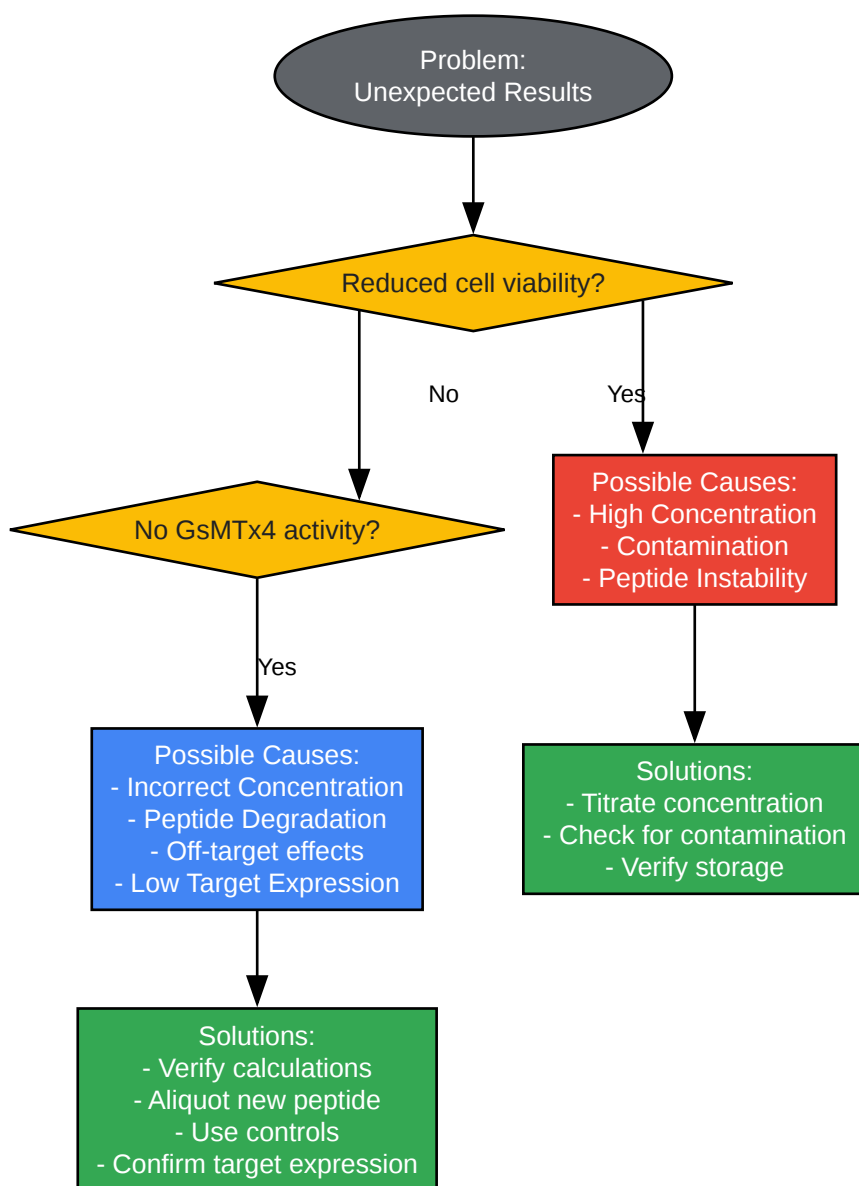 Problem:
Unexpected Results
Reduced cell viability?
No
Yes
No GsMTx4 activity?
Possible Causes:
- High Concentration
- Contamination
- Peptide Instability
Yes
Possible Causes:
- Incorrect Concentration
- Peptide Degradation
- Off-target effects
- Low Target Expression
Solutions:
- Titrate concentration
- Check for contamination
- Verify storage
Solutions:
- Verify calculations
- Aliquot new peptide
- Use controls
- Confirm target expression